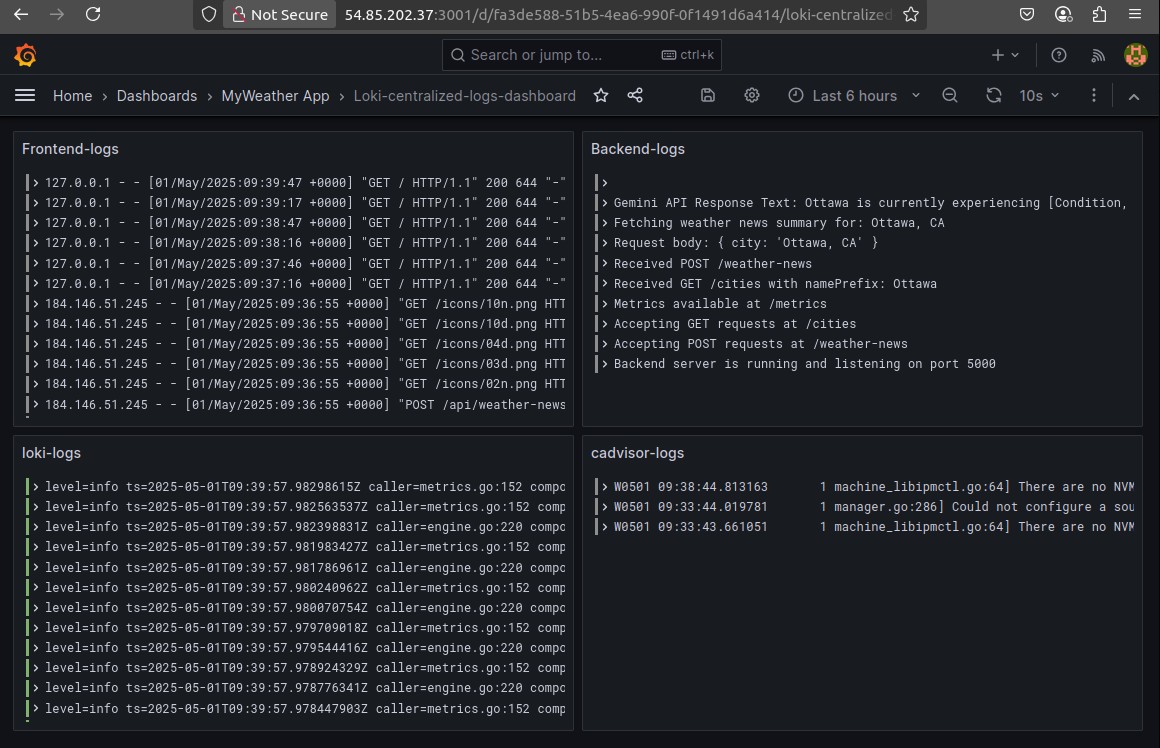 Not Secure 54.85.202.37:3001/d/fa3de588-51b5-4ea6-990f-0f1491d6a414/loki-centralized
Search or jump to... ctrl+k
Home Dashboards MyWeather App Loki-centralized-logs-dashboard Last 6 hours 10s
Frontend-logs
127.0.0.1 - - [01/May/2025:09:39:47 +0000] "GET / HTTP/1.1" 200 644 "-"
127.0.0.1 - - [01/May/2025:09:39:17 +0000] "GET / HTTP/1.1" 200 644 "-"
127.0.0.1 - - [01/May/2025:09:38:47 +0000] "GET / HTTP/1.1" 200 644 "-"
127.0.0.1 - - [01/May/2025:09:38:16 +0000] "GET / HTTP/1.1" 200 644 "-"
127.0.0.1 - - [01/May/2025:09:37:46 +0000] "GET / HTTP/1.1" 200 644 "-"
127.0.0.1 - - [01/May/2025:09:37:16 +0000] "GET / HTTP/1.1" 200 644 "-"
184.146.51.245 - - [01/May/2025:09:36:55 +0000] "GET /icons/10n.png HTT
184.146.51.245 - - [01/May/2025:09:36:55 +0000] "GET /icons/10d.png HTT
184.146.51.245 - - [01/May/2025:09:36:55 +0000] "GET /icons/04d.png HTT
184.146.51.245 - - [01/May/2025:09:36:55 +0000] "GET /icons/03d.png HTT
184.146.51.245 - - [01/May/2025:09:36:55 +0000] "GET /icons/02n.png HTT
184.146.51.245 - - [01/May/2025:09:36:55 +0000] "POST /api/weather-news
Backend-logs
Gemini API Response Text: Ottawa is currently experiencing [Condition,
Fetching weather news summary for: Ottawa, CA
Request body: { city: 'Ottawa, CA' }
Received POST /weather-news
Received GET /cities with namePrefix: Ottawa
Metrics available at /metrics
Accepting GET requests at /cities
Accepting POST requests at /weather-news
Backend server is running and listening on port 5000
loki-logs
level=info ts=2025-05-01T09:39:57.98298615Z caller=metrics.go:152 compo
level=info ts=2025-05-01T09:39:57.982563537Z caller=metrics.go:152 comp
level=info ts=2025-05-01T09:39:57.982398831Z caller=engine.go:220 compo
level=info ts=2025-05-01T09:39:57.981983427Z caller=metrics.go:152 comp
level=info ts=2025-05-01T09:39:57.981786961Z caller=engine.go:220 compo
level=info ts=2025-05-01T09:39:57.980240962Z caller=metrics.go:152 comp
level=info ts=2025-05-01T09:39:57.980070754Z caller=engine.go:220 compo
level=info ts=2025-05-01T09:39:57.979709018Z caller=metrics.go:152 comp
level=info ts=2025-05-01T09:39:57.979544416Z caller=engine.go:220 compo
level=info ts=2025-05-01T09:39:57.978924329Z caller=metrics.go:152 comp
level=info ts=2025-05-01T09:39:57.978776341Z caller=engine.go:220 compo
level=info ts=2025-05-01T09:39:57.978447903Z caller=metrics.go:152 comp
cadvisor-logs
W0501 09:38:44.813163 1 machine_libipmctl.go:64] There are no NVM
W0501 09:33:44.019781 1 manager.go:286] Could not configure a sou
W0501 09:33:43.661051 1 machine_libipmctl.go:64] There are no NVM